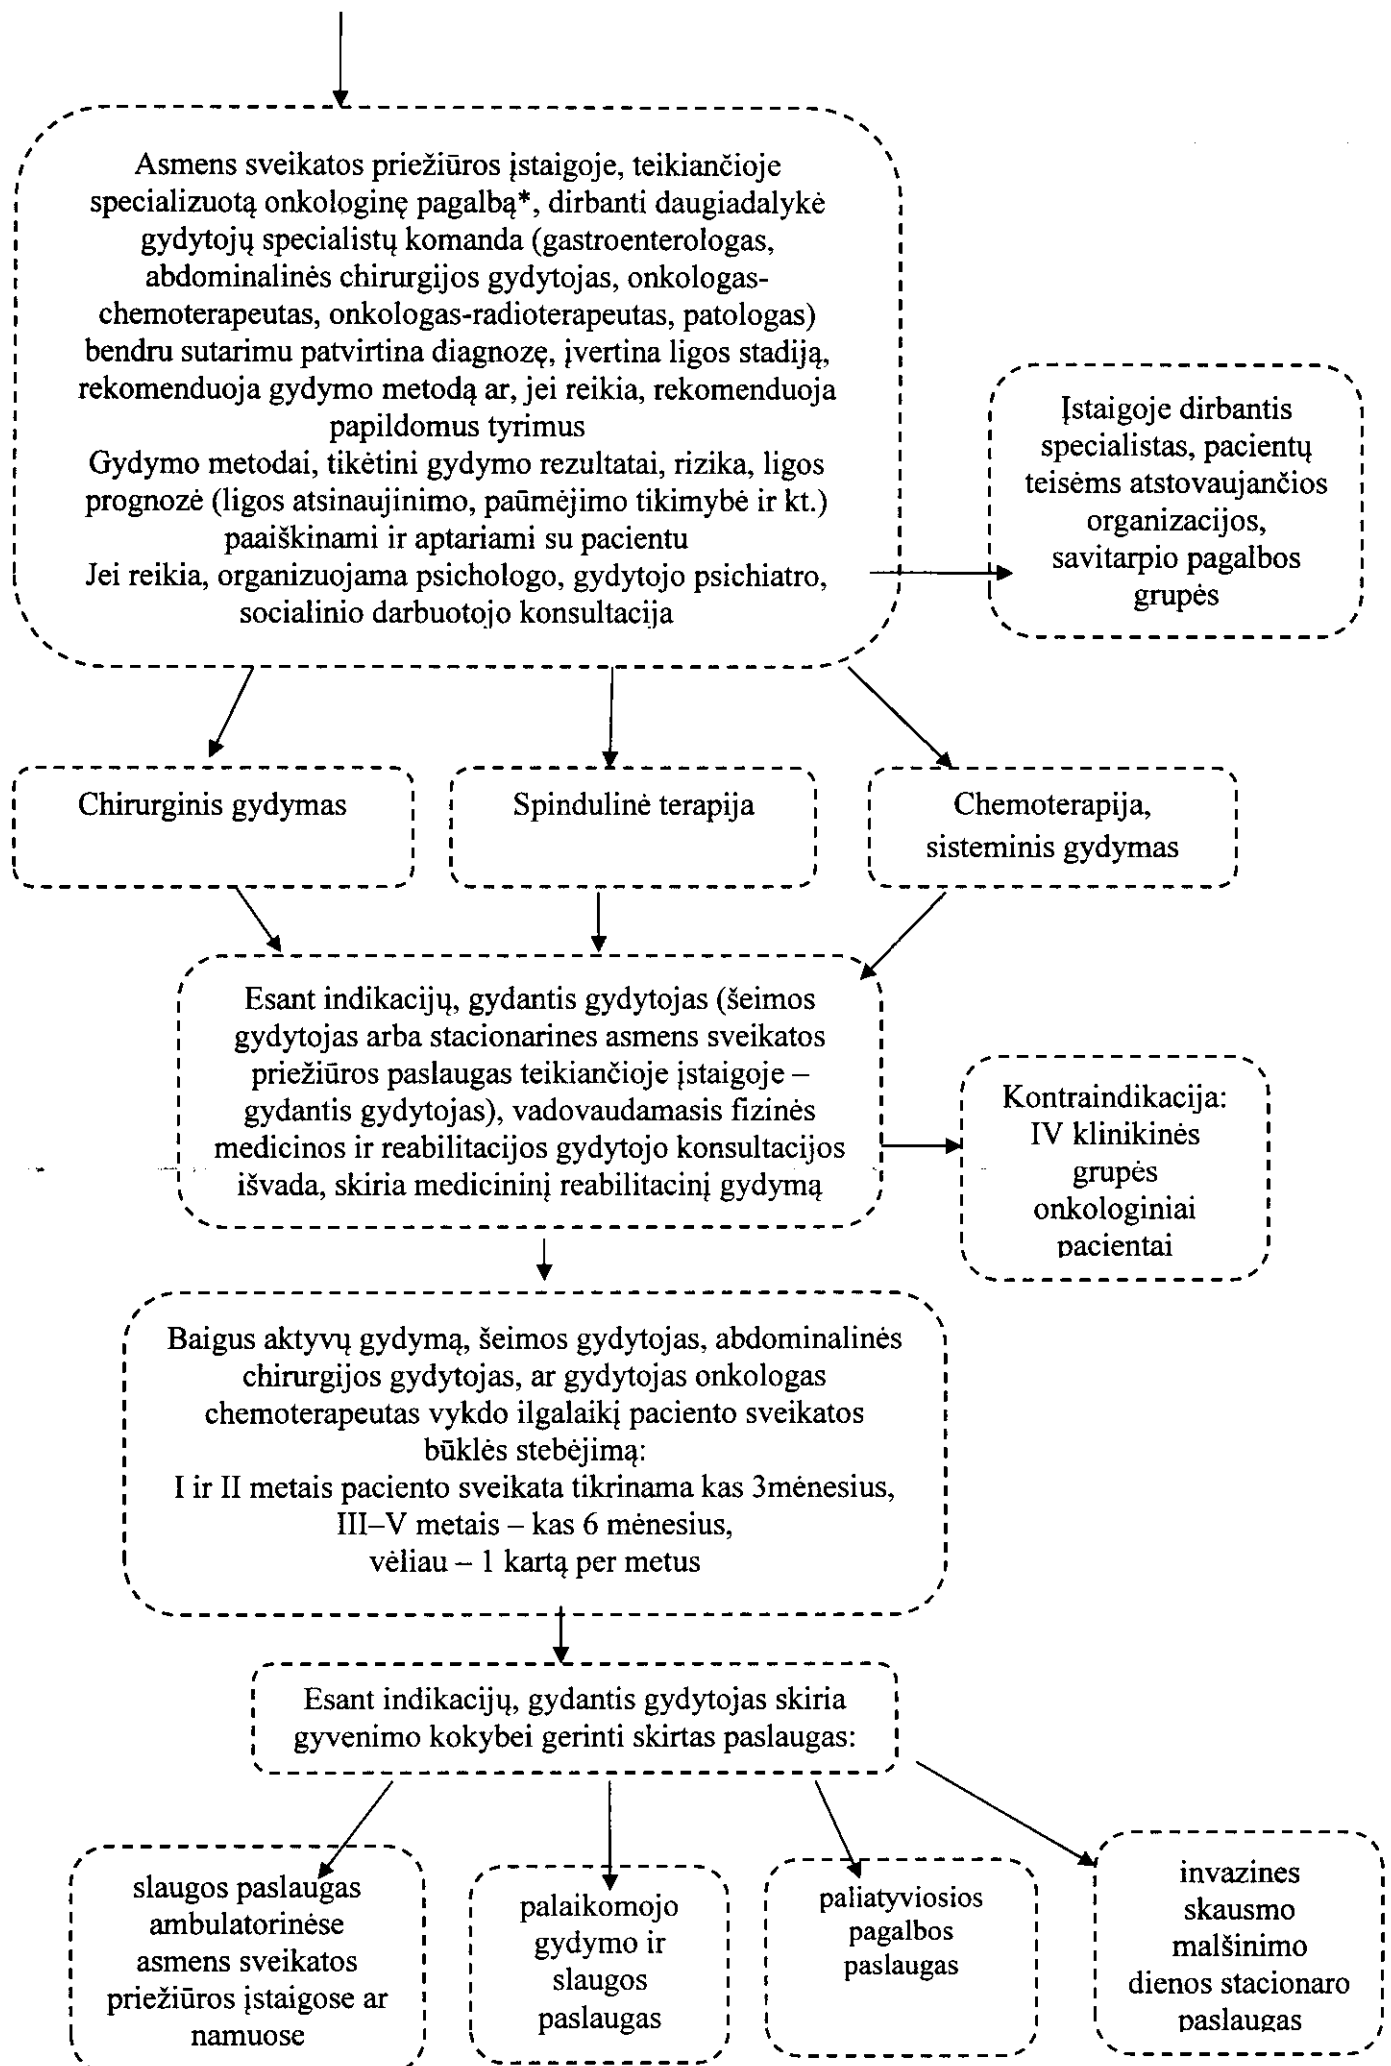 Asmens sveikatos priežiūros įstaigoje, teikiančioje
specializuotą onkologinę pagalbą*, dirbanti daugiadalykė
gydytojų specialistų komanda (gastroenterologas,
abdominalinės chirurgijos gydytojas, onkologas-
chemoterapeutas, onkologas-radioterapeutas, patologas)
bendru sutarimu patvirtina diagnozę, įvertina ligos stadiją,
rekomenduoja gydymo metodą ar, jei reikia, rekomenduoja
papildomus tyrimus
Gydymo metodai, tikėtini gydymo rezultatai, rizika, ligos
prognozė (ligos atsinaujinimo, paūmėjimo tikimybė ir kt.)
paaiškinami ir aptariami su pacientu
Jei reikia, organizuojama psichologo, gydytojo psichiatro,
socialinio darbuotojo konsultacija
Įstaigoje dirbantis
specialistas, pacientų
teisėms atstovaujančios
organizacijos,
savitarpio pagalbos
grupės
Chirurginis gydymas
Spindulinė terapija
Chemoterapija,
sisteminis gydymas
Esant indikacijų, gydantis gydytojas (šeimos
gydytojas arba stacionarines asmens sveikatos
priežiūros paslaugas teikiančioje įstaigoje –
gydantis gydytojas), vadovaudamasis fizinės
medicinos ir reabilitacijos gydytojo konsultacijos
išvada, skiria medicininį reabilitacinį gydymą
Kontraindikacija:
IV klinikinės
grupės
onkologiniai
pacientai
Baigus aktyvų gydymą, šeimos gydytojas, abdominalinės
chirurgijos gydytojas, ar gydytojas onkologas
chemoterapeutas vykdo ilgalaikį paciento sveikatos
būklės stebėjimą:
I ir II metais paciento sveikata tikrinama kas 3mėnesius,
III–V metais – kas 6 mėnesius,
vėliau – 1 kartą per metus
Esant indikacijų, gydantis gydytojas skiria
gyvenimo kokybei gerinti skirtas paslaugas:
slaugos paslaugas
ambulatorinėse
asmens sveikatos
priežiūros įstaigose ar
namuose
palaikomojo
gydymo ir
slaugos
paslaugas
paliatyviosios
pagalbos
paslaugas
invazines
skausmo
malšinimo
dienos stacionaro
paslaugas